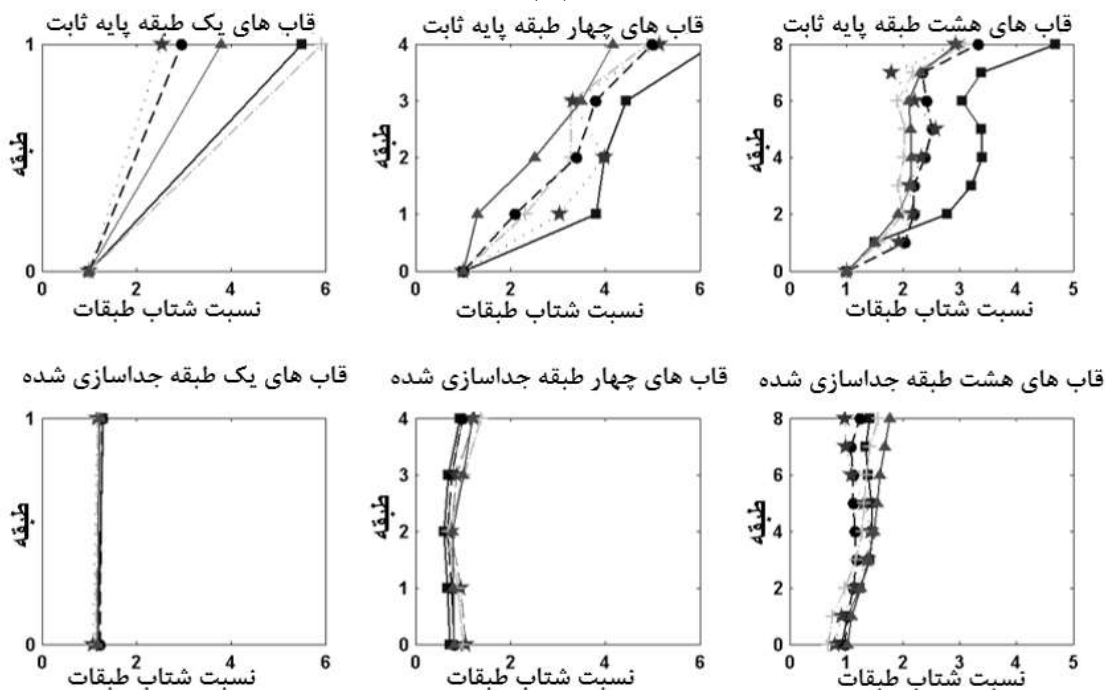 قاب های یک طبقه پایه ثابت
1
0
طبقه
0 2 4 6
نسبت شتاب طبقات
قاب های چهار طبقه پایه ثابت
4
3
2
1
0
طبقه
0 2 4 6
نسبت شتاب طبقات
قاب های هشت طبقه پایه ثابت
8
6
4
2
0
طبقه
0 1 2 3 4 5
نسبت شتاب طبقات
قاب های یک طبقه جداسازی شده
1
0
طبقه
0 2 4 6
نسبت شتاب طبقات
قاب های چهار طبقه جداسازی شده
4
3
2
1
0
طبقه
0 2 4 6
نسبت شتاب طبقات
قاب های هشت طبقه جداسازی شده
8
6
4
2
0
طبقه
0 1 2 3 4 5
نسبت شتاب طبقات